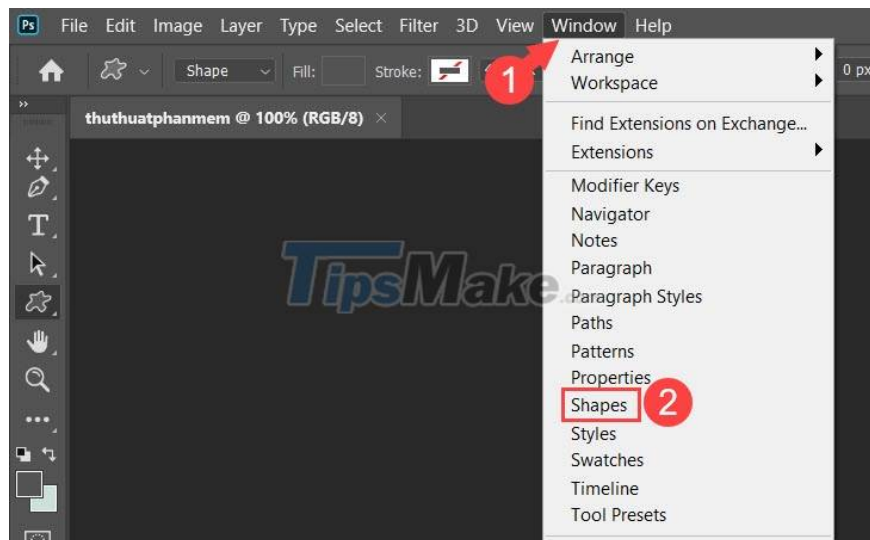 Ps File Edit Image Layer Type Select Filter 3D View Window Help
Shape Fill: Stroke: 0 px
1
thuthuatphanmem @ 100% (RGB/8) ×
Arrange
Workspace
Find Extensions on Exchange...
Extensions
Modifier Keys
Navigator
Notes
Paragraph
Paragraph Styles
Paths
Patterns
Properties
Shapes 2
Styles
Swatches
Timeline
Tool Presets
TipsMake.com